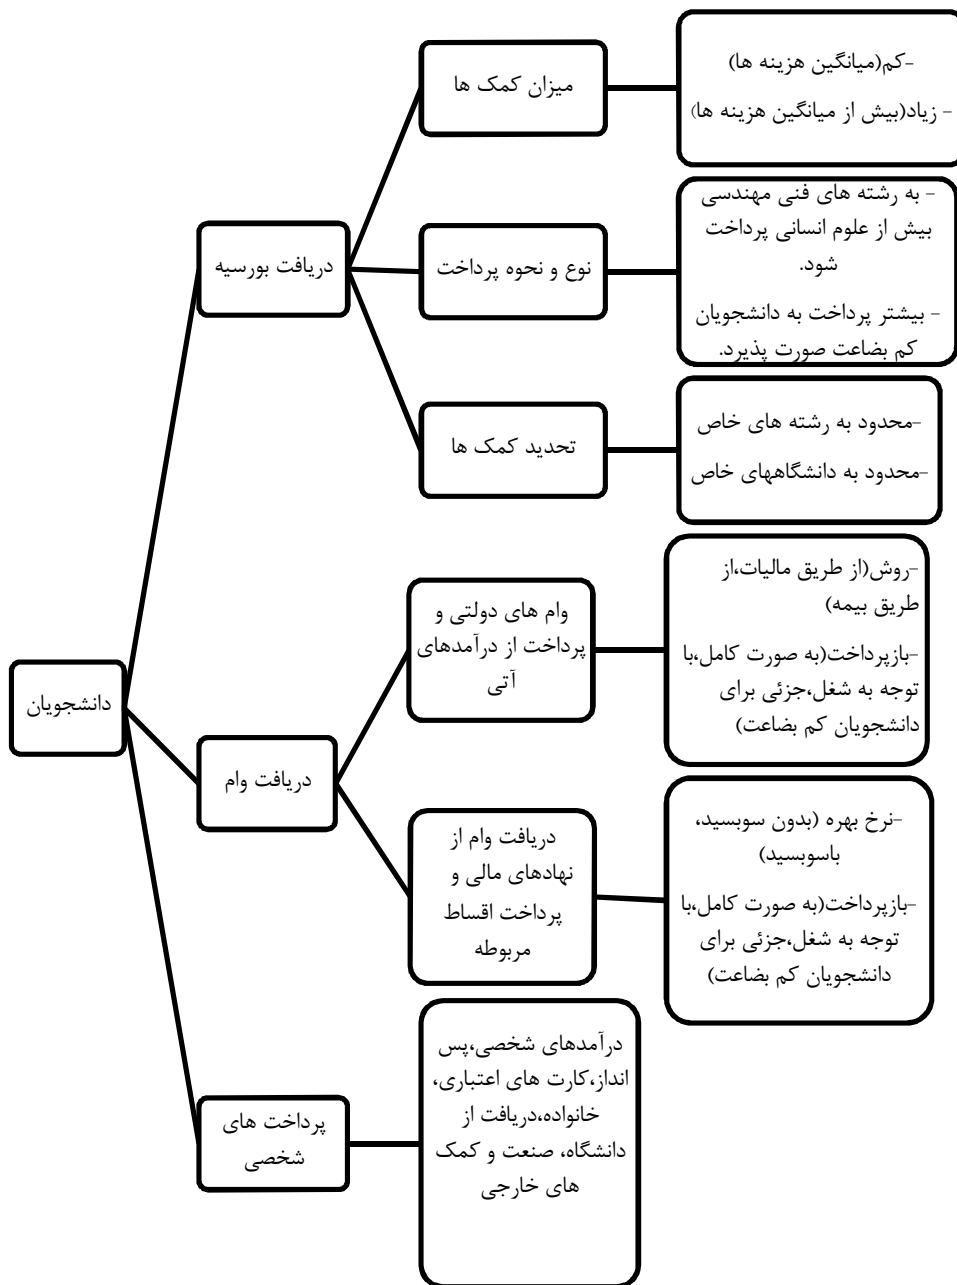 دانشجویان
دریافت بورسیه
میزان کمک ها
-کم(میانگین هزینه ها)
- زیاد(بیش از میانگین هزینه ها)
نوع و نحوه پرداخت
- به رشته های فنی مهندسی
بیش از علوم انسانی پرداخت
شود.
- بیشتر پرداخت به دانشجویان
کم بضاعت صورت پذیرد.
تحدید کمک ها
-محدود به رشته های خاص
-محدود به دانشگاههای خاص
دریافت وام
وام های دولتی و
پرداخت از درآمدهای
آتی
-روش(از طریق مالیات،از
طریق بیمه)
-بازپرداخت(به صورت کامل،با
توجه به شغل،جزئی برای
دانشجویان کم بضاعت)
دریافت وام از
نهادهای مالی و
پرداخت اقساط
مربوطه
-نرخ بهره (بدون سوبسید،
باسوبسید)
-بازپرداخت(به صورت کامل،با
توجه به شغل،جزئی برای
دانشجویان کم بضاعت)
پرداخت های
شخصی
درآمدهای شخصی،پس
انداز،کارت های اعتباری،
خانواده،دریافت از
دانشگاه، صنعت و کمک
های خارجی